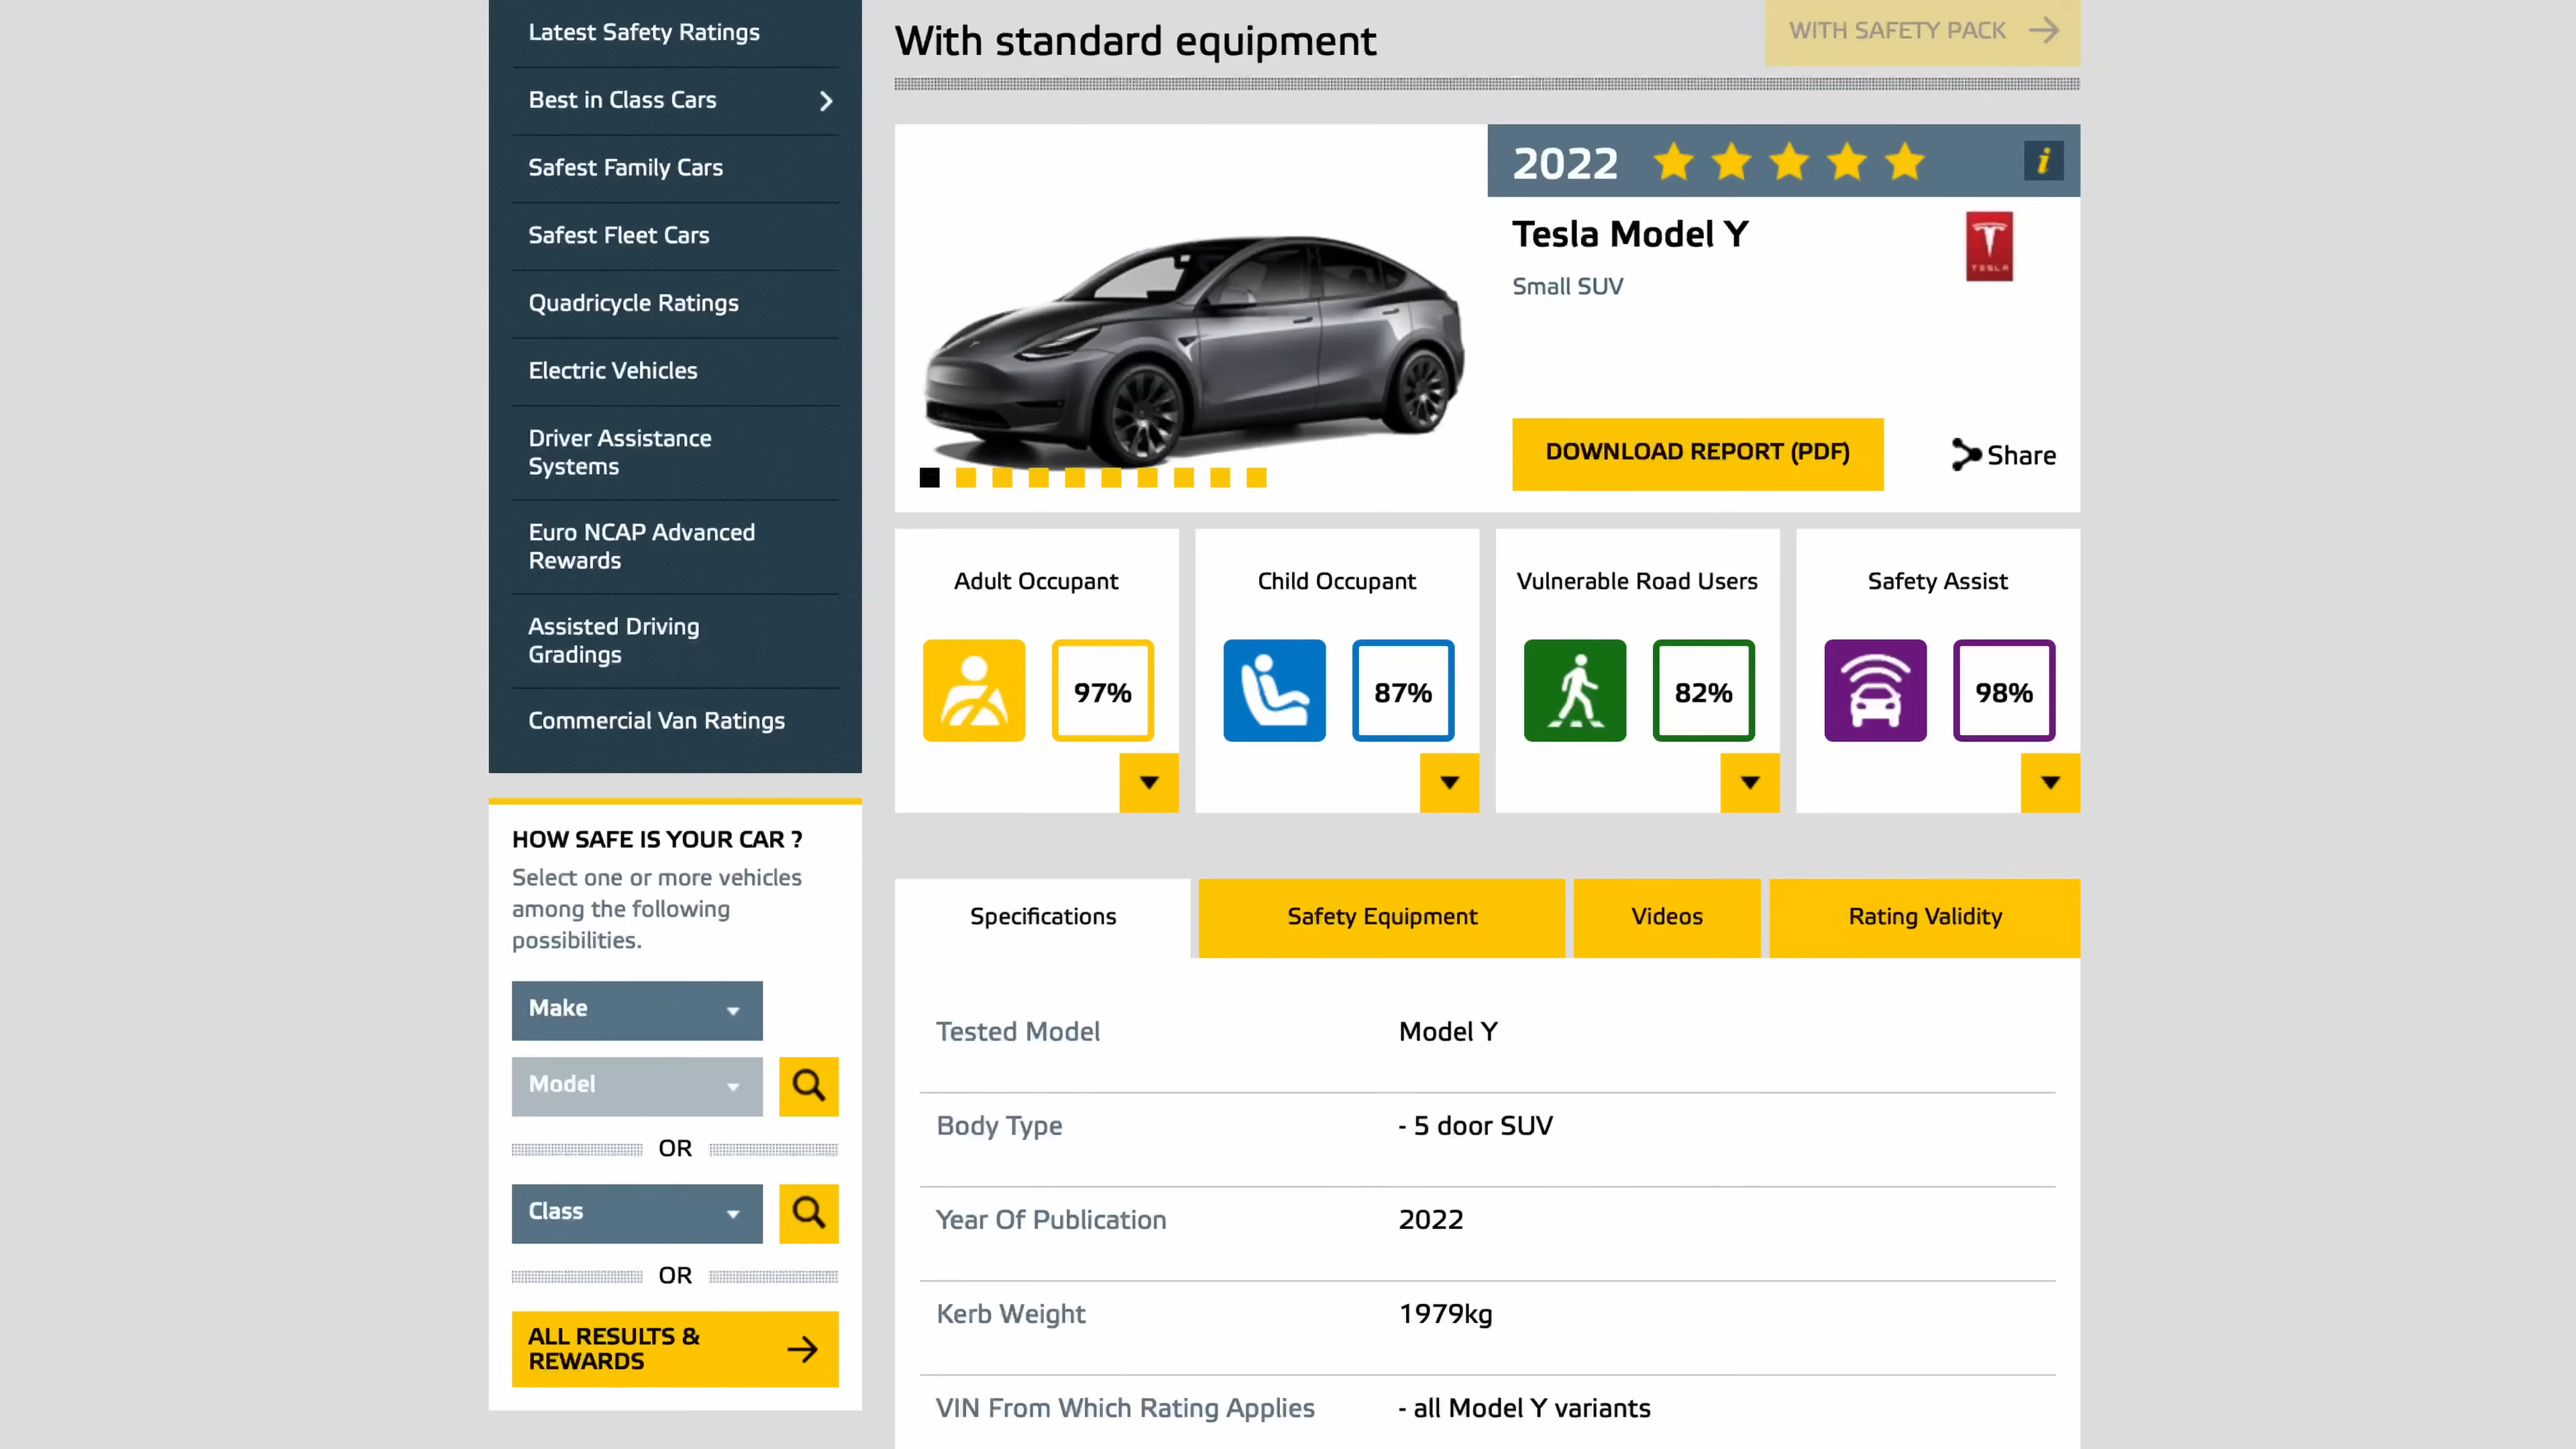 Latest Safety Ratings
Best in Class Cars
Safest Family Cars
Safest Fleet Cars
Quadricycle Ratings
Electric Vehicles
Driver Assistance
Systems
Euro NCAP Advanced
Rewards
Assisted Driving
Gradings
Commercial Van Ratings
HOW SAFE IS YOUR CAR ?
Select one or more vehicles
among the following
possibilities.
Make
Model
OR
Class
OR
ALL RESULTS &
REWARDS
With standard equipment
WITH SAFETY PACK
2022
i
Tesla Model Y
TESLA
Small SUV
DOWNLOAD REPORT (PDF)
Share
Adult Occupant
97%
Child Occupant
87%
Vulnerable Road Users
82%
Safety Assist
98%
Specifications
Safety Equipment
Videos
Rating Validity
Tested Model
Model Y
Body Type
- 5 door SUV
Year Of Publication
2022
Kerb Weight
1979kg
VIN From Which Rating Applies
- all Model Y variants